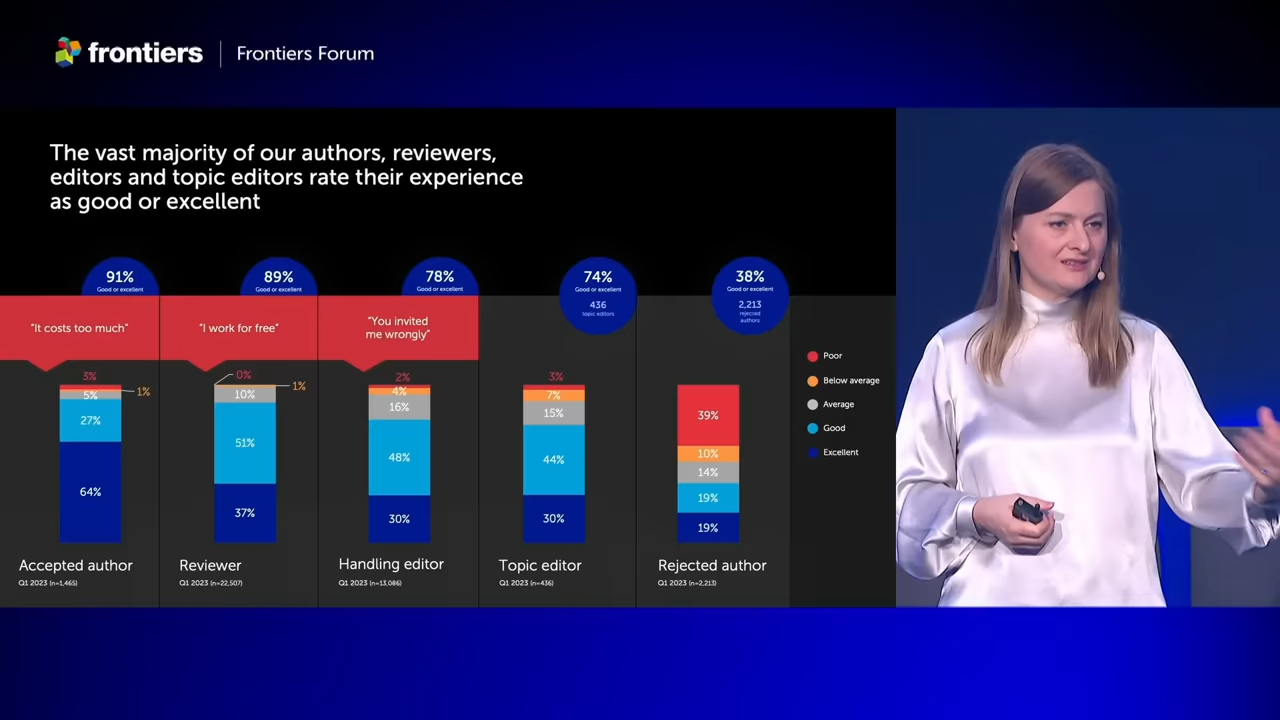 frontiers
Frontiers Forum
The vast majority of our authors, reviewers,
editors and topic editors rate their experience
as good or excellent
91%
Good or excellent
89%
Good or excellent
78%
Good or excellent
74%
Good or excellent
436
topic editors
38%
Good or excellent
2,213
rejected
authors
"It costs too much"
"I work for free"
"You invited
me wrongly"
3%
1%
5%
27%
64%
0%
1%
10%
51%
37%
2%
4%
16%
48%
30%
3%
7%
15%
44%
30%
39%
10%
14%
19%
19%
Poor
Below average
Average
Good
Excellent
Accepted author
Q1 2023 (n=1,465)
Reviewer
Q1 2023 (n=22,507)
Handling editor
Q1 2023 (n=13,086)
Topic editor
Q1 2023 (n=436)
Rejected author
Q1 2023 (n=2,213)